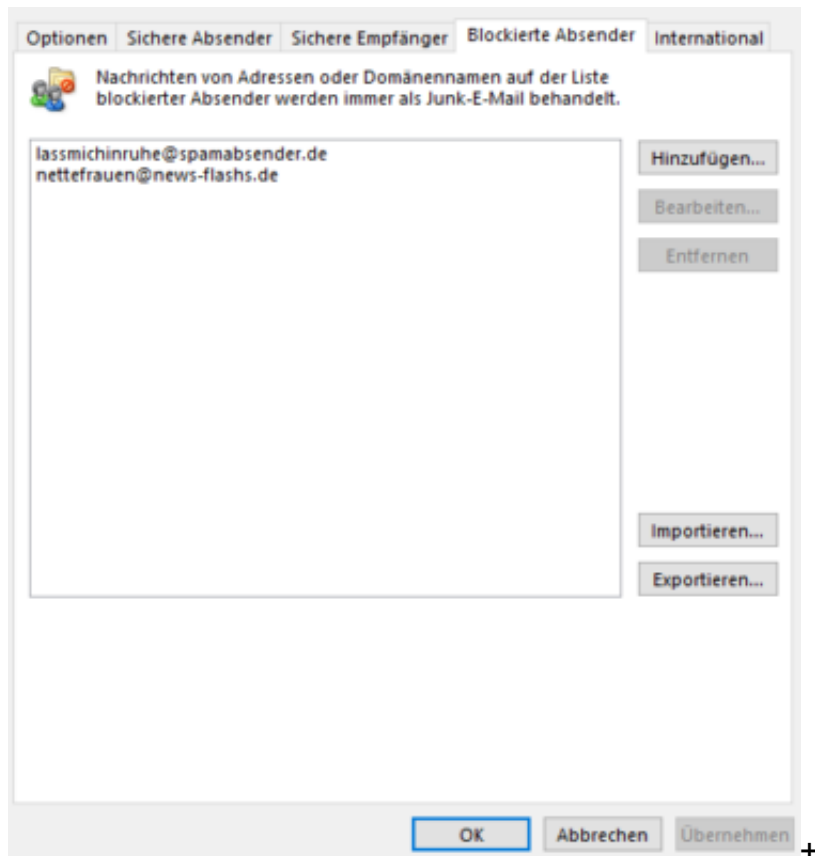 Optionen Sichere Absender Sichere Empfänger Blockierte Absender International
Nachrichten von Adressen oder Domänennamen auf der Liste
blockierter Absender werden immer als Junk-E-Mail behandelt.
lassmichinruhe@spamabsender.de
nettefrauen@news-flashs.de
Hinzufügen...
Bearbeiten...
Entfernen
Importieren...
Exportieren...
OK Abbrechen Übernehmen
+